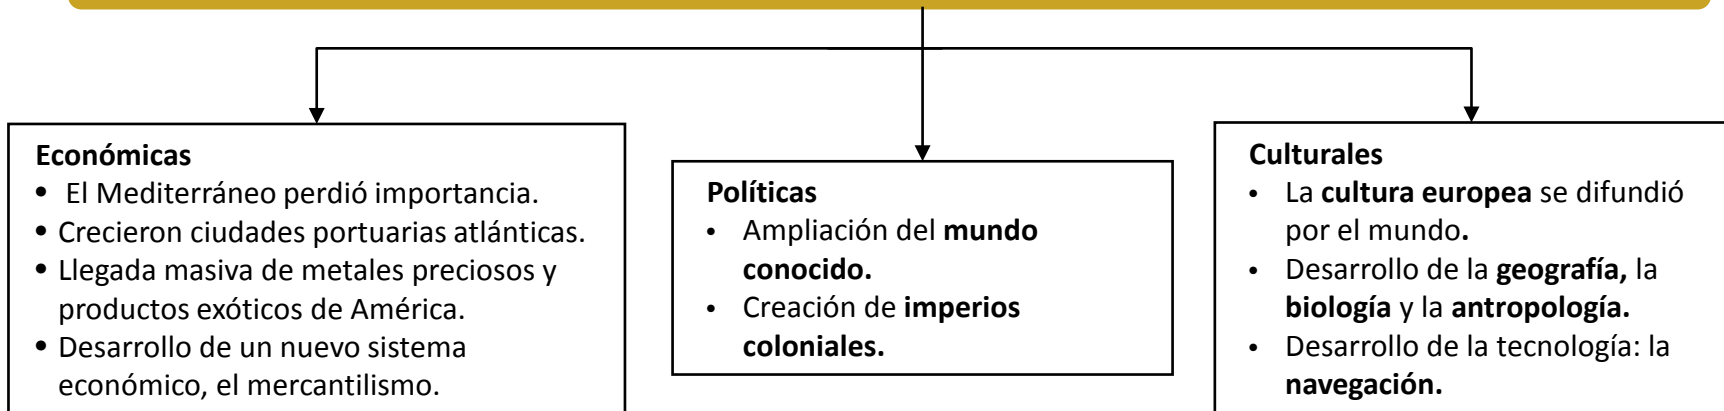 Económicas
• El Mediterráneo perdió importancia.
• Crecieron ciudades portuarias atlánticas.
• Llegada masiva de metales preciosos y
productos exóticos de América.
• Desarrollo de un nuevo sistema
económico, el mercantilismo.
Políticas
• Ampliación del mundo
conocido.
• Creación de imperios
coloniales.
Culturales
• La cultura europea se difundió
por el mundo.
• Desarrollo de la geografía, la
biología y la antropología.
• Desarrollo de la tecnología: la
navegación.